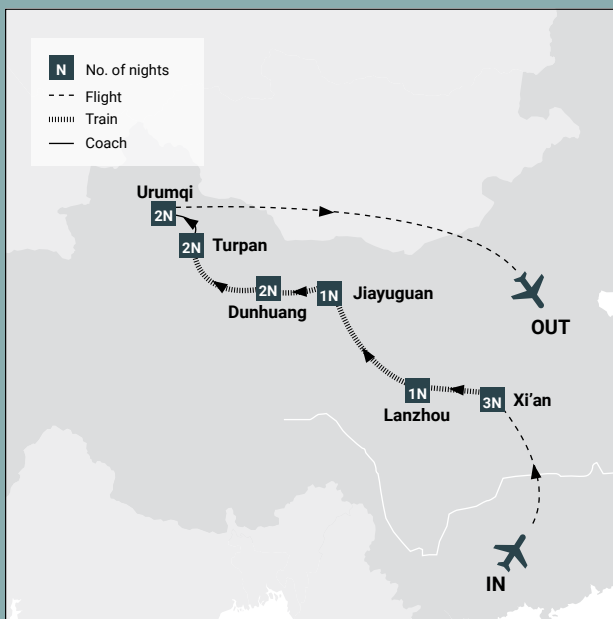 N No. of nights
Flight
Train
Coach
Urumqi
2N
2N Turpan
2N
Dunhuang
1N Jiayuguan
1N
Lanzhou
3N Xi'an
OUT
IN